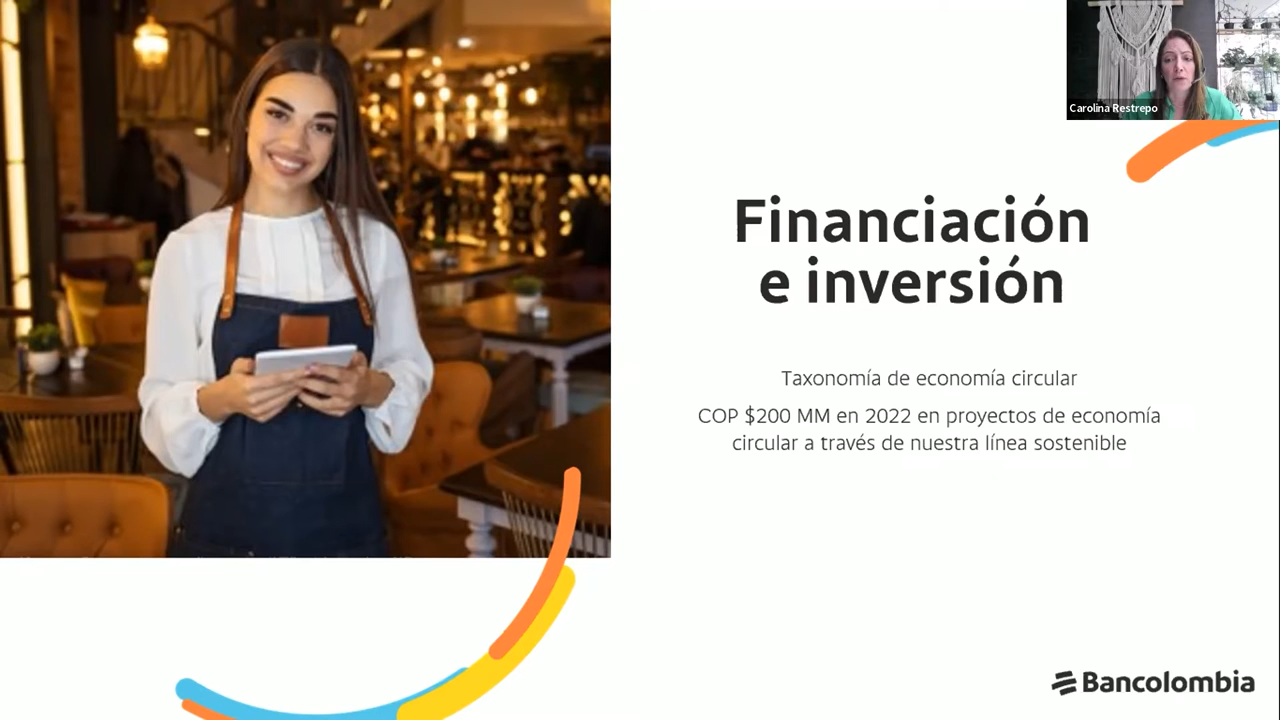 Carolina Restrepo
Financiación
e inversión
Taxonomía de economía circular
COP $200 MM en 2022 en proyectos de economía
circular a través de nuestra línea sostenible
Bancolombia